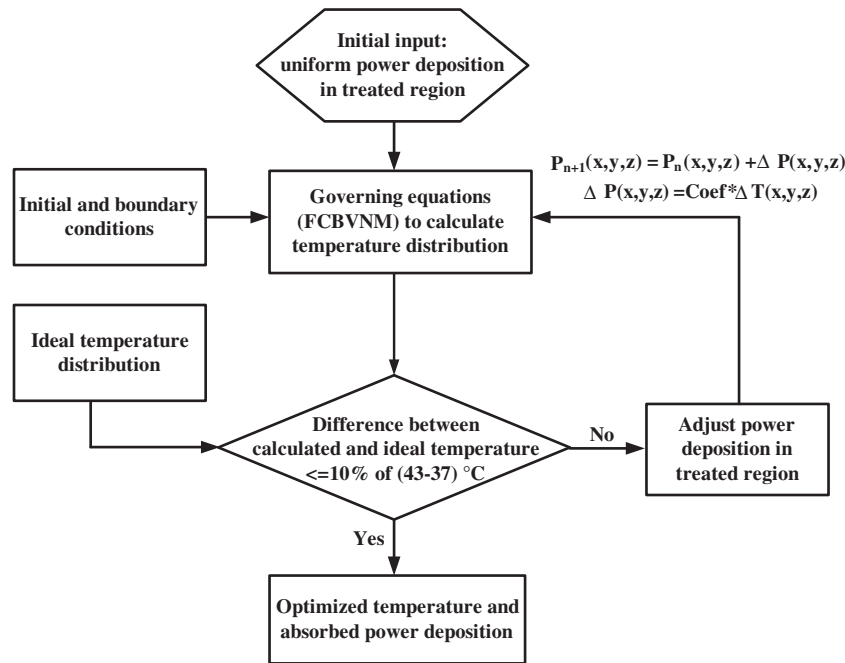 Initial input:
uniform power deposition
in treated region
P_{n+1}(x,y,z) = P_n(x,y,z) + Δ P(x,y,z)
Δ P(x,y,z) =Coef*Δ T(x,y,z)
Initial and boundary
conditions
Governing equations
(FCBVNM) to calculate
temperature distribution
Ideal temperature
distribution
Difference between
calculated and ideal temperature
<=10% of (43-37) °C
No
Adjust power
deposition in
treated region
Yes
Optimized temperature and
absorbed power deposition